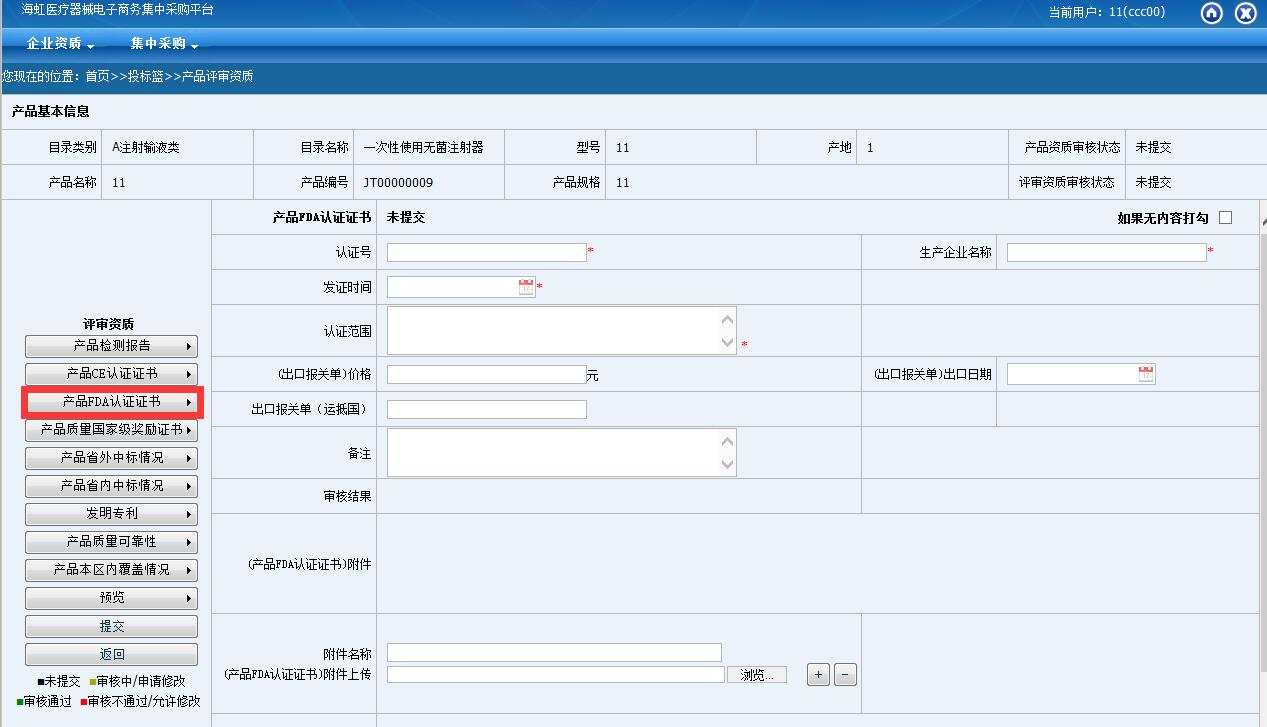 海虹医疗器械电子商务集中采购平台 当前用户：11(ccc00)
企业资质 集中采购
您现在的位置：首页>>投标篮>>产品评审资质
产品基本信息
目录类别 A注射输液类 目录名称 一次性使用无菌注射器 型号 11 产地 1 产品资质审核状态 未提交
产品名称 11 产品编号 JT00000009 产品规格 11 评审资质审核状态 未提交
产品FDA认证证书 未提交 如果无内容打勾
认证号 * 生产企业名称 *
发证时间 *
认证范围 *
(出口报关单)价格 元 (出口报关单)出口日期
出口报关单（运抵国）
备注
审核结果
(产品FDA认证证书)附件
附件名称
(产品FDA认证证书)附件上传 浏览... + -
评审资质
产品检测报告
产品CE认证证书
产品FDA认证证书
产品质量国家级奖励证书
产品省外中标情况
产品省内中标情况
发明专利
产品质量可靠性
产品本区内覆盖情况
预览
提交
返回
■未提交 ■审核中/申请修改
■审核通过 ■审核不通过/允许修改